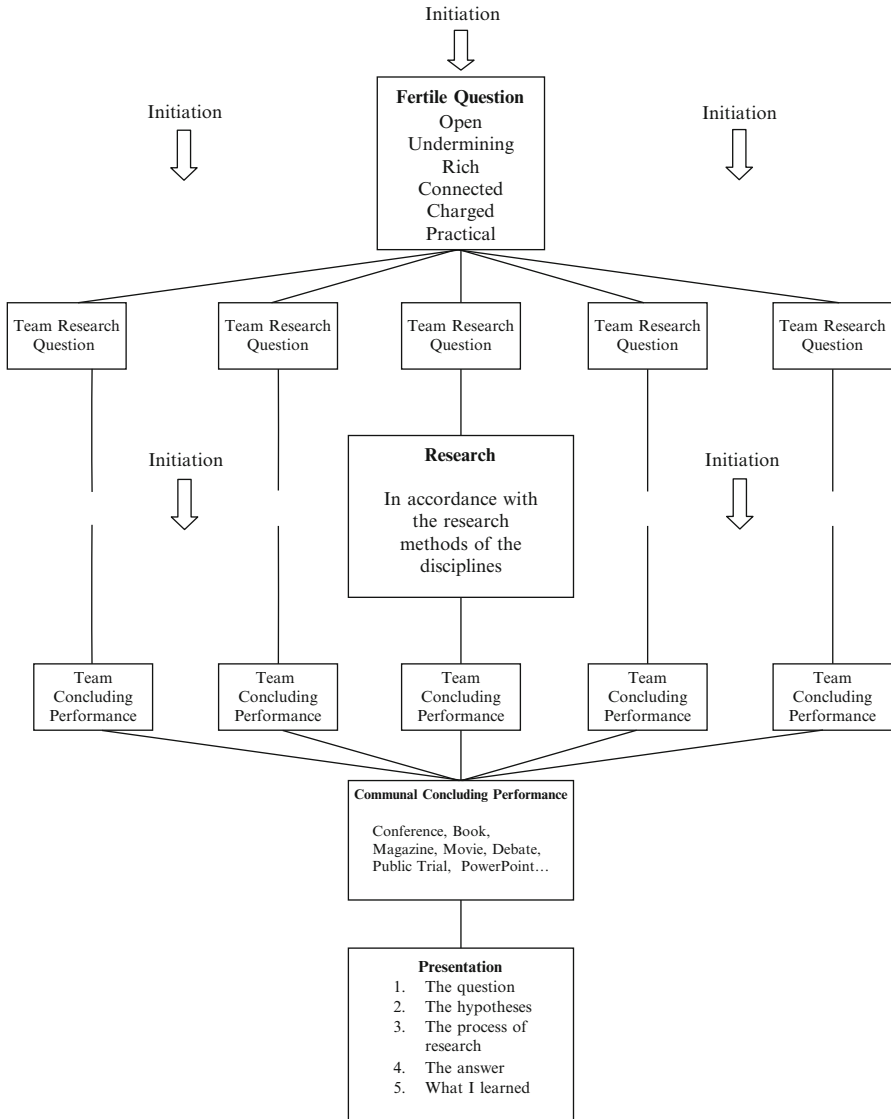 Initiation
Initiation
Initiation
Fertile Question
Open
Undermining
Rich
Connected
Charged
Practical
Team Research
Question
Team Research
Question
Team Research
Question
Team Research
Question
Team Research
Question
Initiation
Initiation
Research
In accordance with
the research
methods of the
disciplines
Team
Concluding
Performance
Team
Concluding
Performance
Team
Concluding
Performance
Team
Concluding
Performance
Team
Concluding
Performance
Communal Concluding Performance
Conference, Book,
Magazine, Movie, Debate,
Public Trial, PowerPoint…
Presentation
1. The question
2. The hypotheses
3. The process of
research
4. The answer
5. What I learned